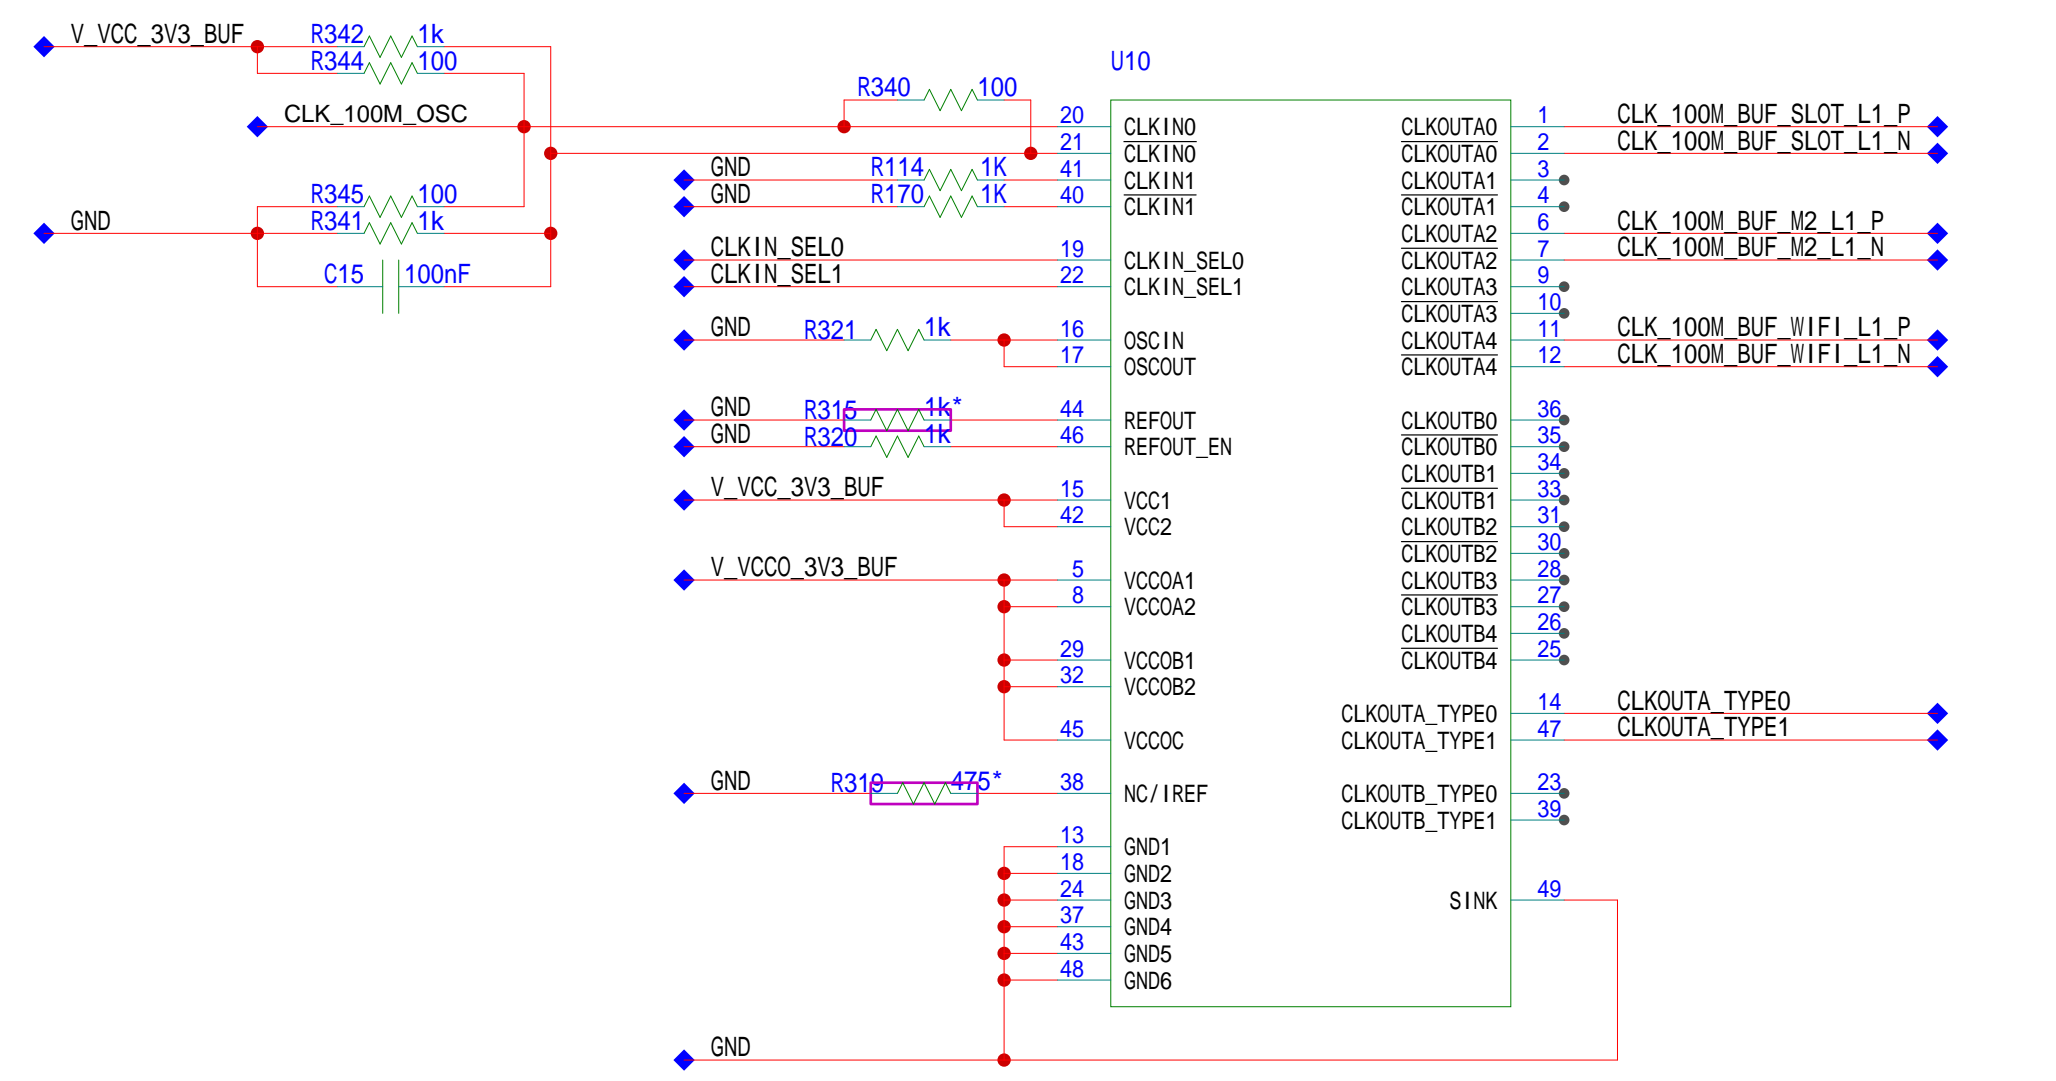 V_VCC_3V3_BUF R342 1k
R344 100
CLK_100M_OSC
R345 100
GND R341 1k
C15 100nF
U10
R340 100
20 CLKIN0
21 CLKIN0
GND R114 1K 41 CLKIN1
GND R170 1K 40 CLKIN1
CLKIN_SEL0 19 CLKIN_SEL0
CLKIN_SEL1 22 CLKIN_SEL1
GND R321 1k 16 OSCIN
17 OSCOUT
GND R315 1k* 44 REFOUT
GND R320 1k 46 REFOUT_EN
V_VCC_3V3_BUF 15 VCC1
42 VCC2
V_VCCO_3V3_BUF 5 VCCOA1
8 VCCOA2
29 VCCOB1
32 VCCOB2
45 VCCOC
GND R319 475* 38 NC/IREF
13 GND1
18 GND2
24 GND3
37 GND4
43 GND5
48 GND6
GND
CLKOUTA0 1 CLK_100M_BUF_SLOT_L1_P
CLKOUTA0 2 CLK_100M_BUF_SLOT_L1_N
CLKOUTA1 3
CLKOUTA1 4
CLKOUTA2 6 CLK_100M_BUF_M2_L1_P
CLKOUTA2 7 CLK_100M_BUF_M2_L1_N
CLKOUTA3 9
CLKOUTA3 10
CLKOUTA4 11 CLK_100M_BUF_WIFI_L1_P
CLKOUTA4 12 CLK_100M_BUF_WIFI_L1_N
CLKOUTB0 36
CLKOUTB0 35
CLKOUTB1 34
CLKOUTB1 33
CLKOUTB2 31
CLKOUTB2 30
CLKOUTB3 28
CLKOUTB3 27
CLKOUTB4 26
CLKOUTB4 25
CLKOUTA_TYPE0 14 CLKOUTA_TYPE0
CLKOUTA_TYPE1 47 CLKOUTA_TYPE1
CLKOUTB_TYPE0 23
CLKOUTB_TYPE1 39
SINK 49